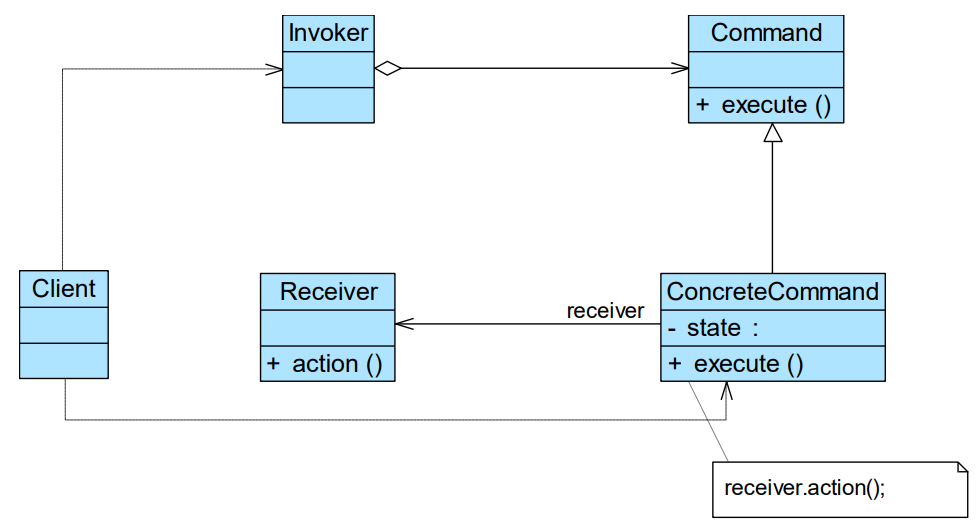 Invoker
Command
+ execute ()
Client
Receiver
+ action ()
receiver
ConcreteCommand
- state :
+ execute ()
receiver.action();